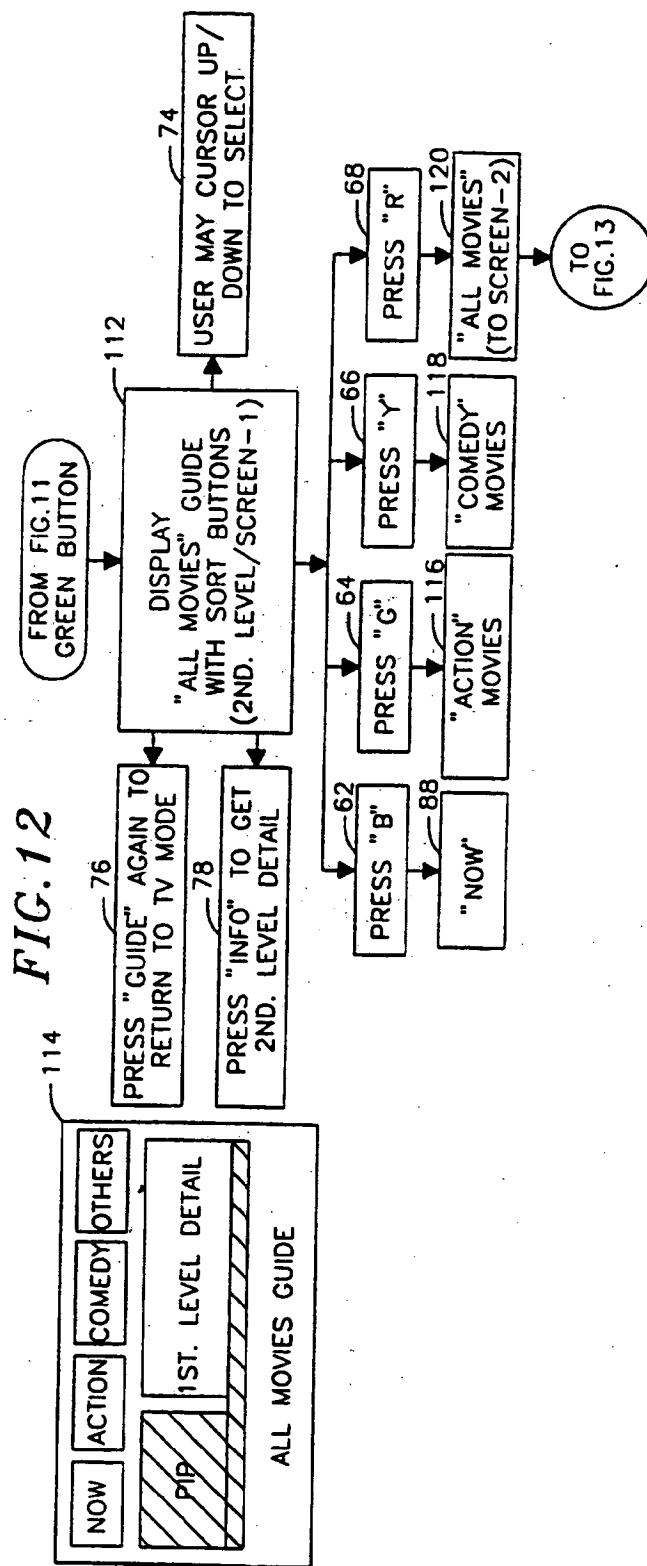 FIG.12
114
NOW
ACTION
COMEDY
OTHERS
PIP
1ST. LEVEL DETAIL
ALL MOVIES GUIDE
FROM FIG.11
GREEN BUTTON
112
DISPLAY
"ALL MOVIES" GUIDE
WITH SORT BUTTONS
(2ND. LEVEL/SCREEN-1)
76
PRESS "GUIDE" AGAIN TO
RETURN TO TV MODE
78
PRESS "INFO" TO GET
2ND. LEVEL DETAIL
74
USER MAY CURSOR UP/
DOWN TO SELECT
62
PRESS "B"
88
"NOW"
64
PRESS "G"
116
"ACTION"
MOVIES
66
PRESS "Y"
118
"COMEDY"
MOVIES
68
PRESS "R"
120
"ALL MOVIES"
(TO SCREEN-2)
TO
FIG.13